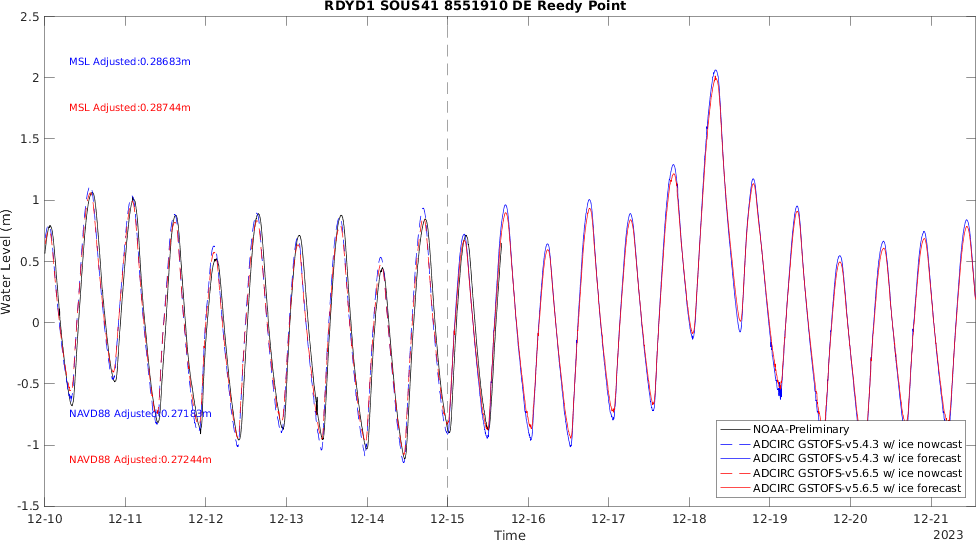 RDYD1 SOUS41 8551910 DE Reedy Point
2.5
2
1.5
1
0.5
0
-0.5
-1
-1.5
Water Level (m)
MSL Adjusted:0.28683m
MSL Adjusted:0.28744m
NAVD88 Adjusted:0.27183m
NAVD88 Adjusted:0.27244m
NOAA-Preliminary
ADCIRC GSTOFS-v5.4.3 w/ ice nowcast
ADCIRC GSTOFS-v5.4.3 w/ ice forecast
ADCIRC GSTOFS-v5.6.5 w/ ice nowcast
ADCIRC GSTOFS-v5.6.5 w/ ice forecast
12-10 12-11 12-12 12-13 12-14 12-15 12-16 12-17 12-18 12-19 12-20 12-21
Time
2023